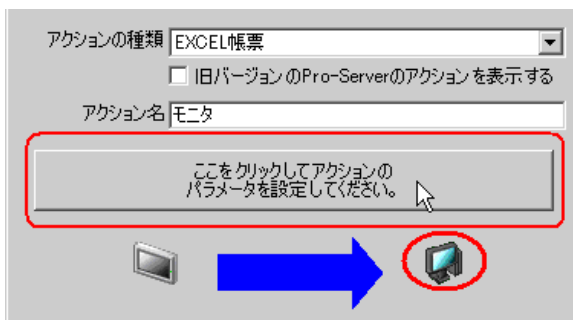 アクションの種類 EXCEL帳票
旧バージョンのPro-Serverのアクションを表示する
アクション名 モニタ
ここをクリックしてアクションの
パラメータを設定してください。